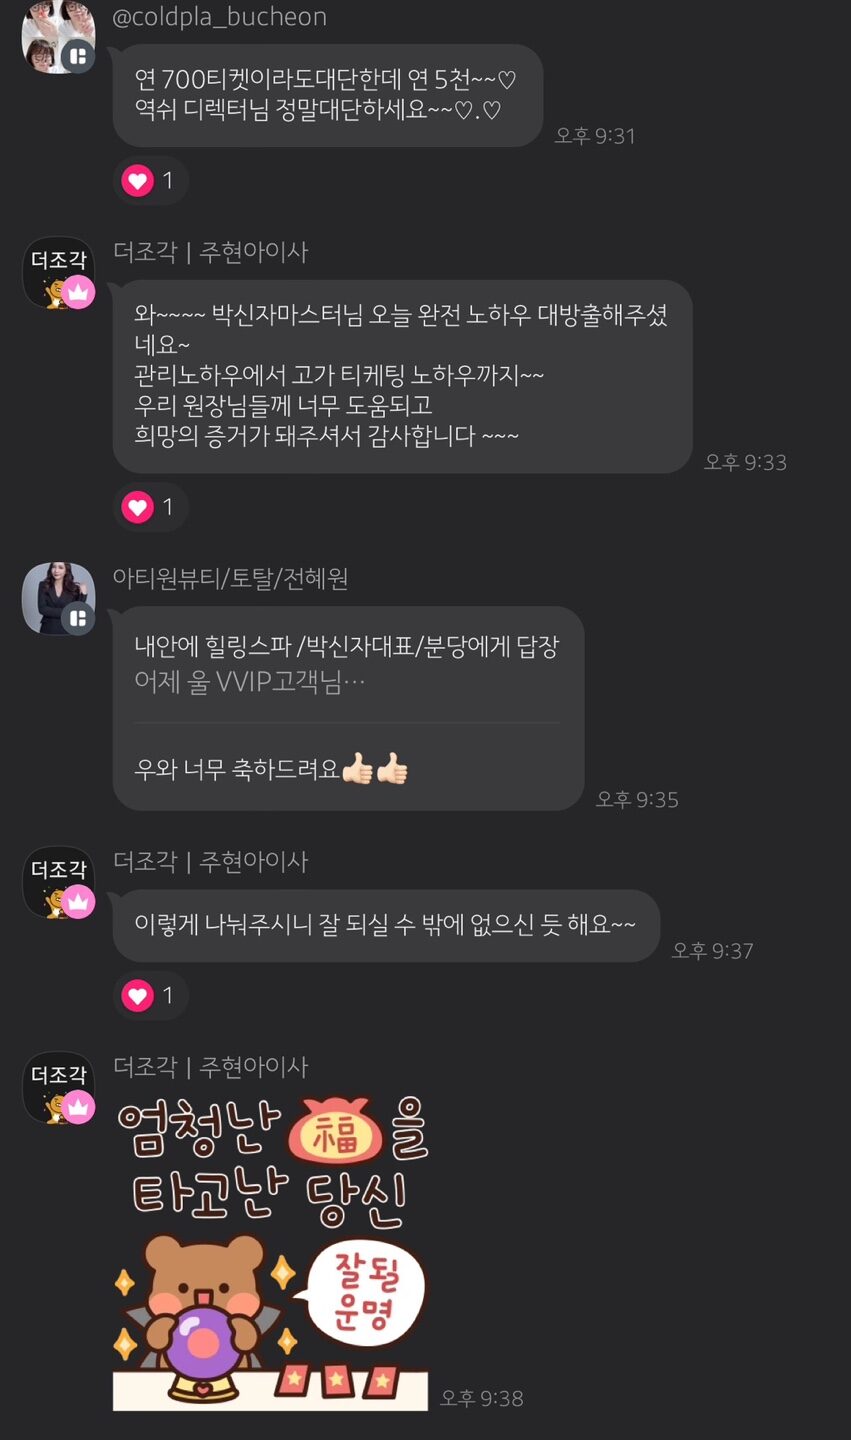 @coldpla_bucheon
연 700티켓이라도대단한데 연 5천~~♡
역쉬 디렉터님 정말대단하세요~~♡.♡
오후 9:31
1
더조각
더조각 | 주현아이사
와~~~~ 박신자마스터님 오늘 완전 노하우 대방출해주셨
네요~
관리노하우에서 고가 티케팅 노하우까지~~
우리 원장님들께 너무 도움되고
희망의 증거가 돼주셔서 감사합니다 ~~~
오후 9:33
1
아티원뷰티/토탈/전혜원
내안에 힐링스파 /박신자대표/분당에게 답장
어제 울 VVIP고객님…
우와 너무 축하드려요👍🏻👍🏻
오후 9:35
더조각
더조각 | 주현아이사
이렇게 나눠주시니 잘 되실 수 밖에 없으신 듯 해요~~
오후 9:37
1
더조각
더조각 | 주현아이사
엄청난 福을
타고난 당신
잘될
운명
오후 9:38